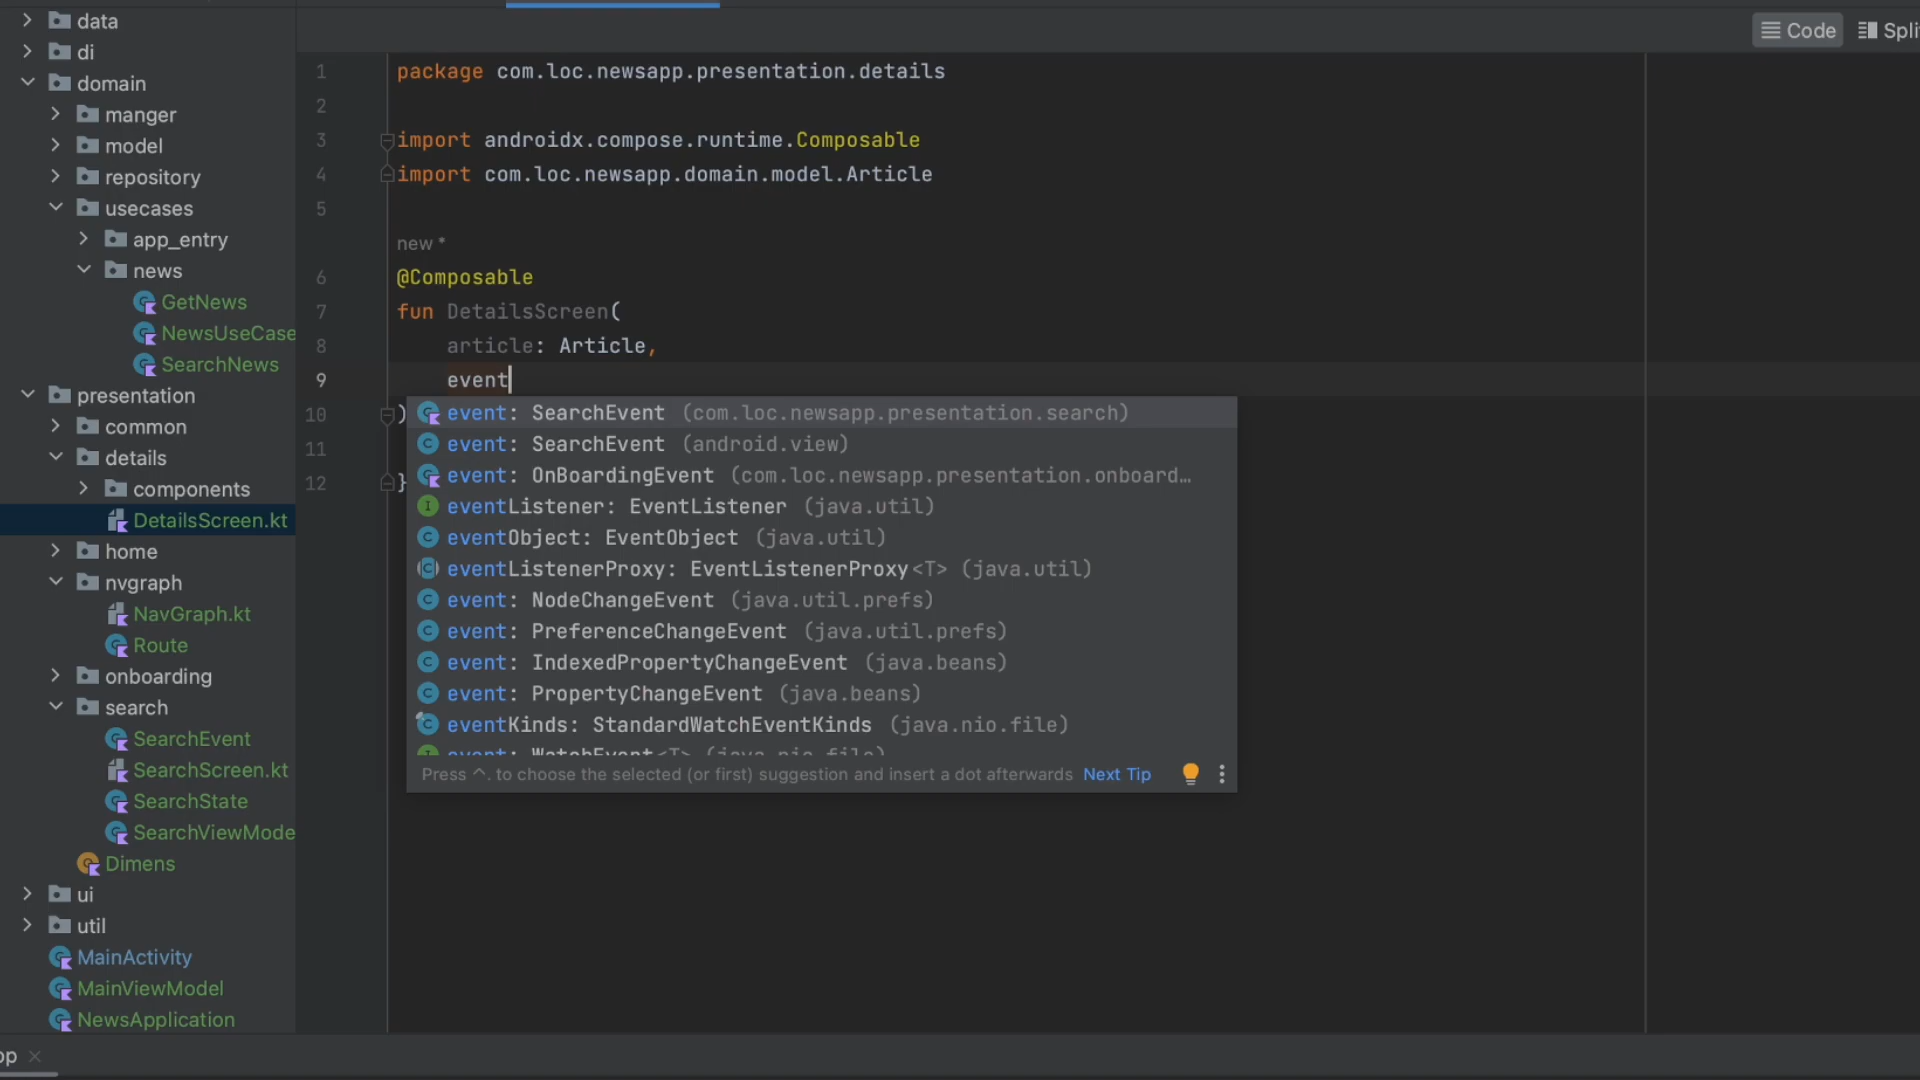 data
di
domain
manger
model
repository
usecases
app_entry
news
GetNews
NewsUseCase
SearchNews
presentation
common
details
components
DetailsScreen.kt
home
nvgraph
NavGraph.kt
Route
onboarding
search
SearchEvent
SearchScreen.kt
SearchState
SearchViewMode
Dimens
ui
util
MainActivity
MainViewModel
NewsApplication
Code Spli
1 package com.loc.newsapp.presentation.details
2
3 import androidx.compose.runtime.Composable
4 import com.loc.newsapp.domain.model.Article
5
new *
6 @Composable
7 fun DetailsScreen(
8 article: Article,
9 event
10 )
11
12 }
event: SearchEvent (com.loc.newsapp.presentation.search)
event: SearchEvent (android.view)
event: OnBoardingEvent (com.loc.newsapp.presentation.onboard...
eventListener: EventListener (java.util)
eventObject: EventObject (java.util)
eventListenerProxy: EventListenerProxy<T> (java.util)
event: NodeChangeEvent (java.util.prefs)
event: PreferenceChangeEvent (java.util.prefs)
event: IndexedPropertyChangeEvent (java.beans)
event: PropertyChangeEvent (java.beans)
eventKinds: StandardWatchEventKinds (java.nio.file)
event: WatchEvent<T> (java.nio.file)
Press ^. to choose the selected (or first) suggestion and insert a dot afterwards Next Tip
pp